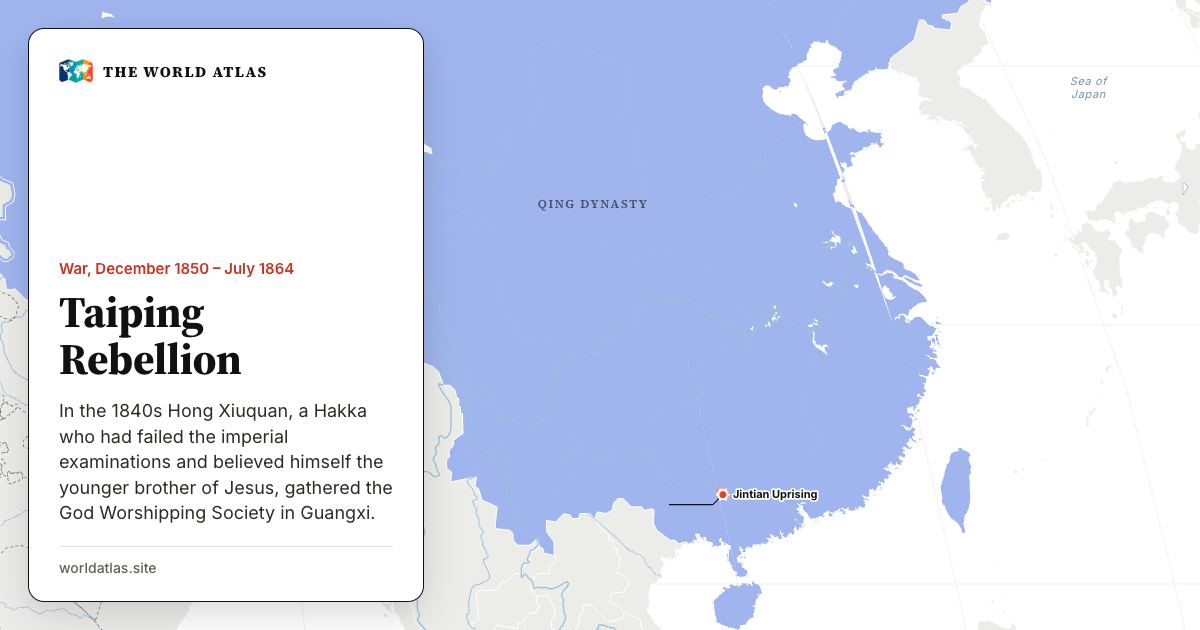 THE WORLD ATLAS
War, December 1850 – July 1864
Taiping
Rebellion
In the 1840s Hong Xiuquan, a Hakka
who had failed the imperial
examinations and believed himself the
younger brother of Jesus, gathered the
God Worshipping Society in Guangxi.
worldatlas.site
QING DYNASTY
Sea of
Japan
Jintian Uprising